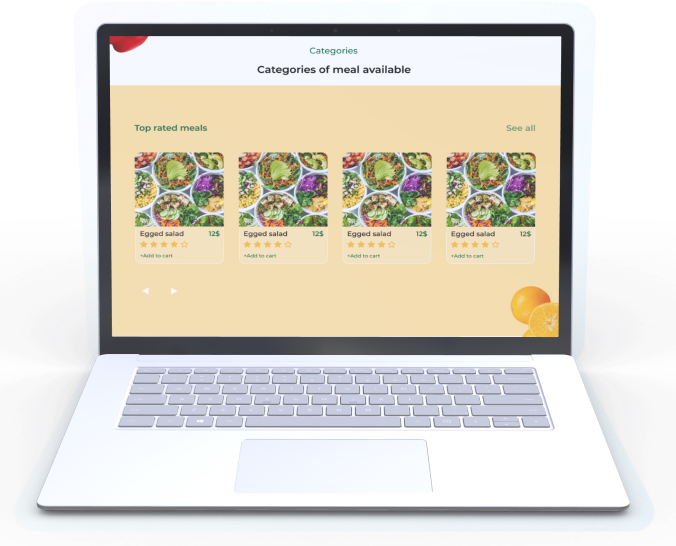 Categories
Categories of meal available
Top rated meals
See all
Egged salad 12$
+Add to cart
Egged salad 12$
+Add to cart
Egged salad 12$
+Add to cart
Egged salad 12$
+Add to cart